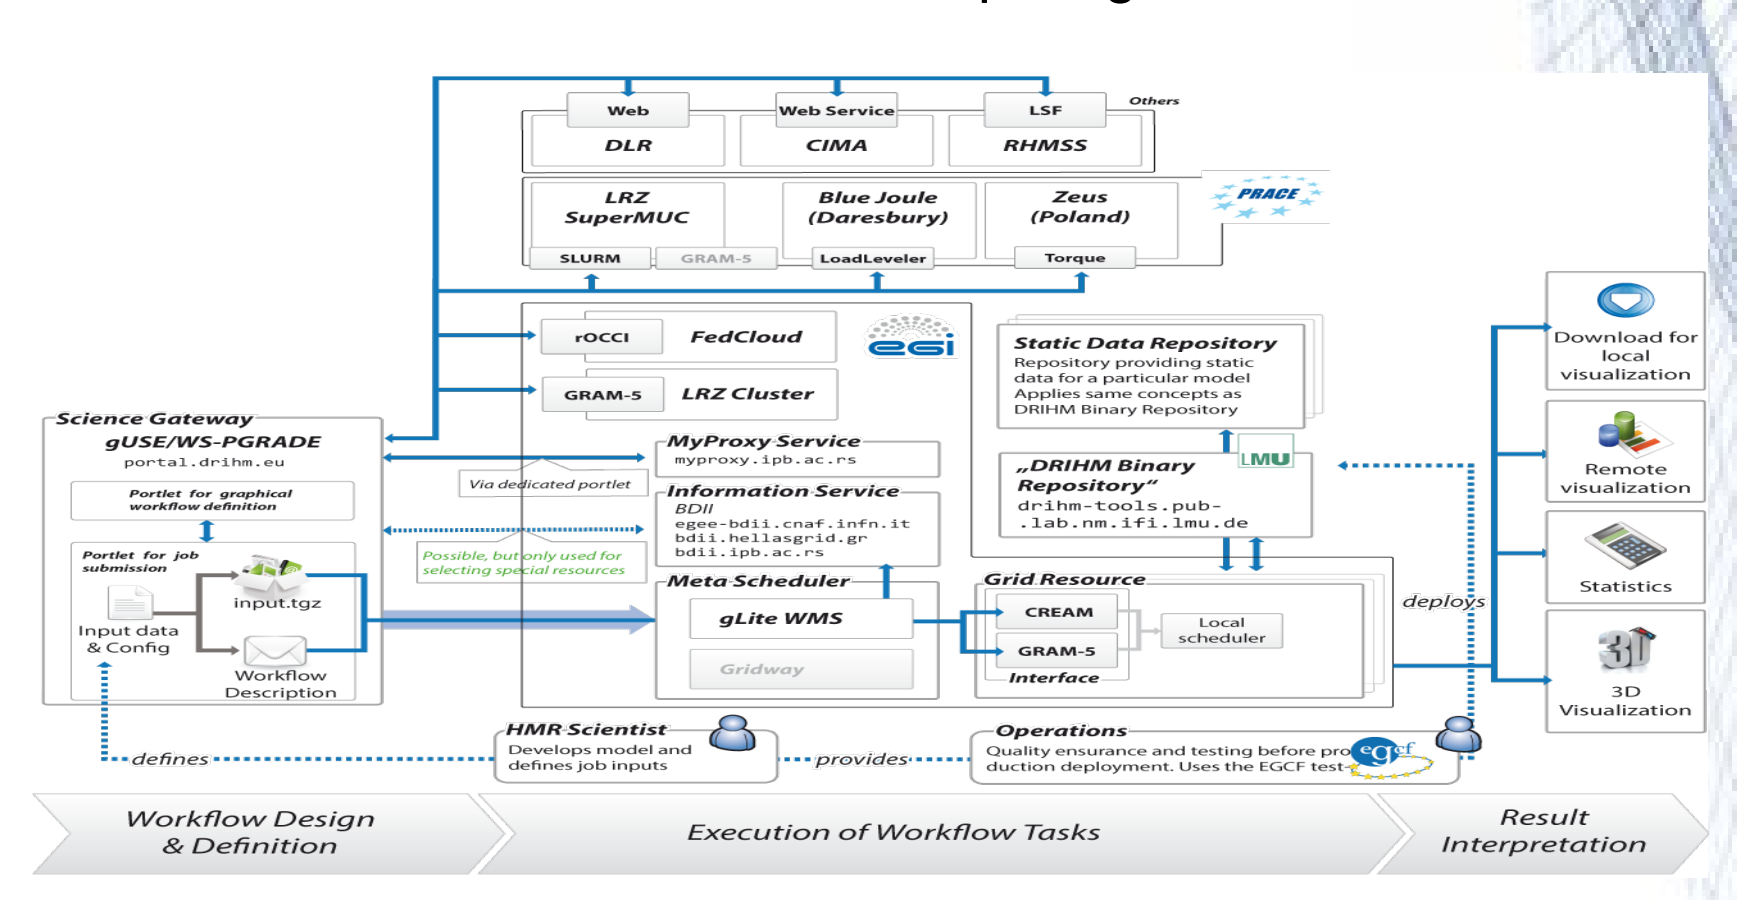 Others
Web
Web Service
LSF
DLR
CIMA
RHMSS
PRACE
LRZ
SuperMUC
Blue Joule
(Daresbury)
Zeus
(Poland)
SLURM
GRAM-5
LoadLeveler
Torque
rOCCI
FedCloud
egi
GRAM-5
LRZ Cluster
Static Data Repository
Repository providing static
data for a particular model
Applies same concepts as
DRIHM Binary Repository
Science Gateway
gUSE/WS-PGRADE
portal.drihm.eu
MyProxy Service
myproxy.ipb.ac.rs
Via dedicated portlet
LMU
„DRIHM Binary
Repository“
drihm-tools.pub-
.lab.nm.ifi.lmu.de
Portlet for graphical
workflow definition
Information Service
BDII
egee-bdii.cnaf.infn.it
bdii.hellasgrid.gr
bdii.ipb.ac.rs
Possible, but only used for
selecting special resources
Portlet for job
submission
input.tgz
Input data
& Config
Workflow
Description
Meta Scheduler
gLite WMS
Gridway
Grid Resource
CREAM
GRAM-5
Interface
Local
scheduler
deploys
Download for
local
visualization
Remote
visualization
Statistics
3D
3D
Visualization
defines
HMR Scientist
Develops model and
defines job inputs
provides
Operations
Quality ensurance and testing before pro
duction deployment. Uses the EGCF test-
egcf
Workflow Design
& Definition
Execution of Workflow Tasks
Result
Interpretation